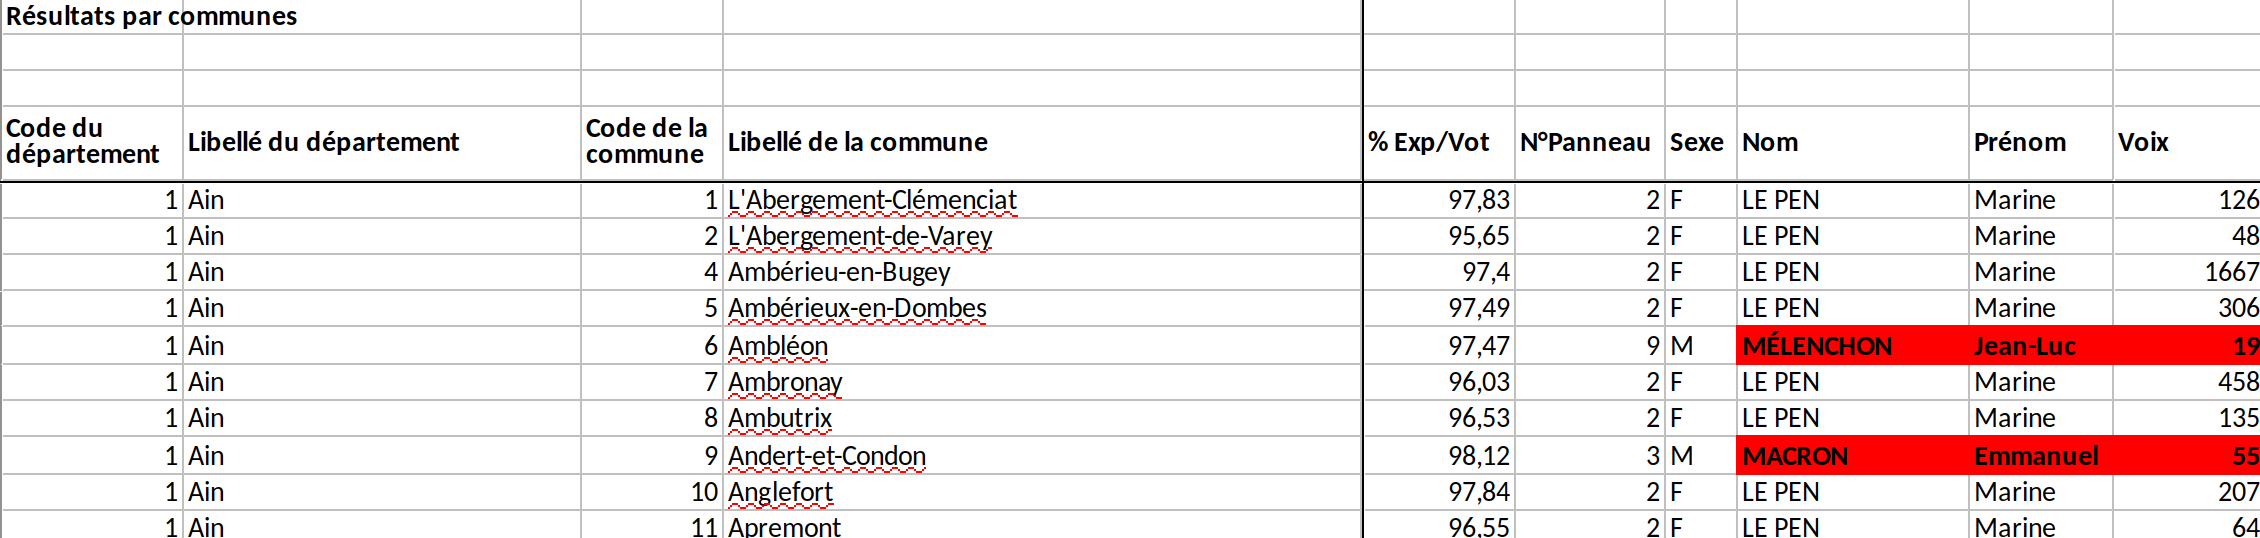 Résultats par communes
Code du département Libellé du département Code de la commune Libellé de la commune % Exp/Vot N°Panneau Sexe Nom Prénom Voix
1 Ain 1 L'Abergement-Clémenciat 97,83 2 F LE PEN Marine 126
1 Ain 2 L'Abergement-de-Varey 95,65 2 F LE PEN Marine 48
1 Ain 4 Ambérieu-en-Bugey 97,4 2 F LE PEN Marine 1667
1 Ain 5 Ambérieux-en-Dombes 97,49 2 F LE PEN Marine 306
1 Ain 6 Ambléon 97,47 9 M MÉLENCHON Jean-Luc 19
1 Ain 7 Ambronay 96,03 2 F LE PEN Marine 458
1 Ain 8 Ambutrix 96,53 2 F LE PEN Marine 135
1 Ain 9 Andert-et-Condon 98,12 3 M MACRON Emmanuel 55
1 Ain 10 Anglefort 97,84 2 F LE PEN Marine 207
1 Ain 11 Apremont 96,55 2 F LE PEN Marine 64